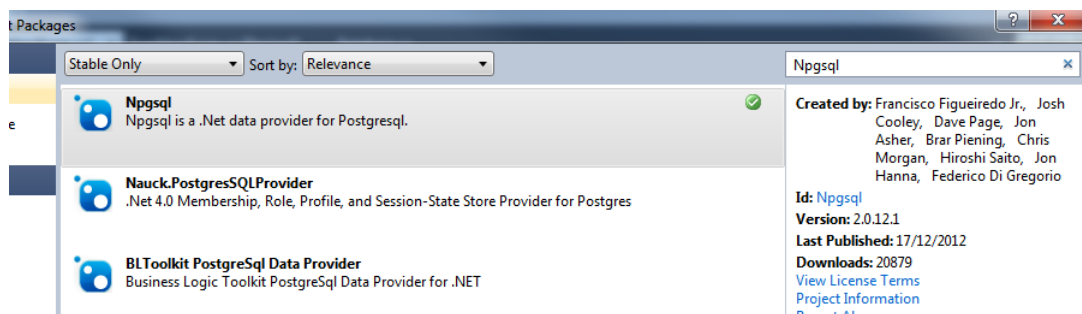 t Packages
Stable Only
Sort by: Relevance
Npgsql
e
Npgsql
Npgsql is a .Net data provider for Postgresql.
Nauck.PostgresSQLProvider
.Net 4.0 Membership, Role, Profile, and Session-State Store Provider for Postgres
BLToolkit PostgreSql Data Provider
Business Logic Toolkit PostgreSql Data Provider for .NET
Created by: Francisco Figueiredo Jr., Josh
Cooley, Dave Page, Jon
Asher, Brar Piening, Chris
Morgan, Hiroshi Saito, Jon
Hanna, Federico Di Gregorio
Id: Npgsql
Version: 2.0.12.1
Last Published: 17/12/2012
Downloads: 20879
View License Terms
Project Information